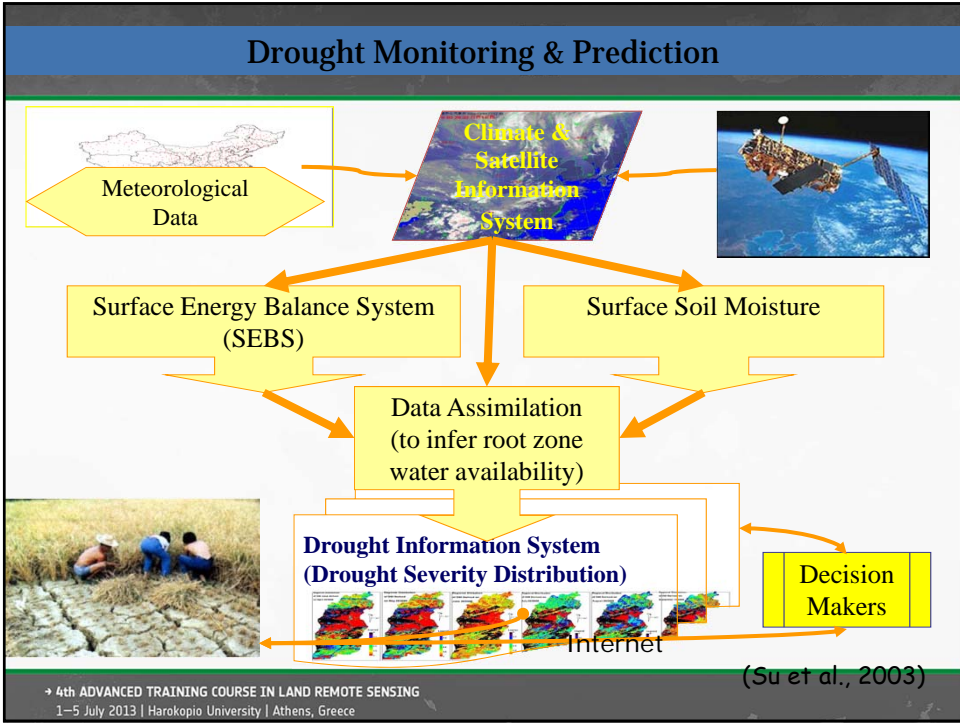 Drought Monitoring & Prediction
Meteorological
Data
Climate &
Satellite
Information
System
Surface Energy Balance System
(SEBS)
Surface Soil Moisture
Data Assimilation
(to infer root zone
water availability)
Drought Information System
(Drought Severity Distribution)
Decision
Makers
Internet
(Su et al., 2003)
→ 4th ADVANCED TRAINING COURSE IN LAND REMOTE SENSING
1–5 July 2013 | Harokopio University | Athens, Greece